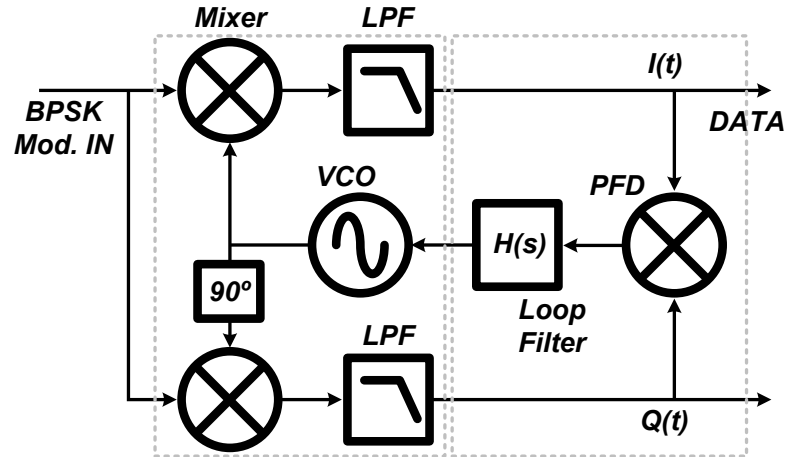 Mixer
LPF
I(t)
BPSK
Mod. IN
DATA
VCO
PFD
H(s)
90º
Loop
Filter
LPF
Q(t)